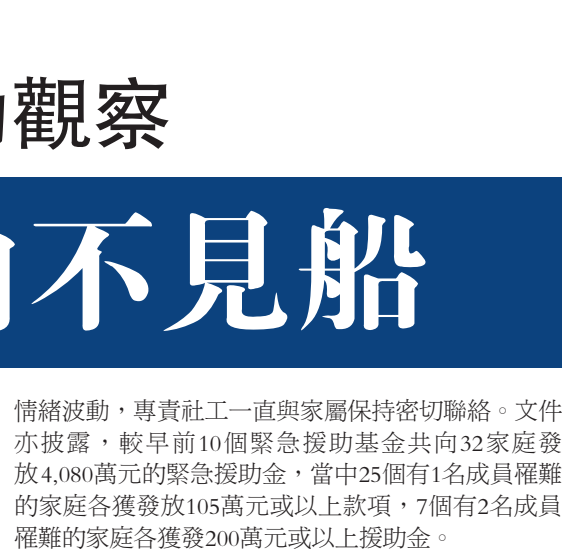 觀察
不見船
情緒波動，專責社工一直與家屬保持密切聯絡。文件
亦披露，較早前10個緊急援助基金共向32家庭發
放4,080萬元的緊急援助金，當中25個有1名成員罹難
的家庭各獲發放105萬元或以上款項，7個有2名成員
罹難的家庭各獲發200萬元或以上援助金。